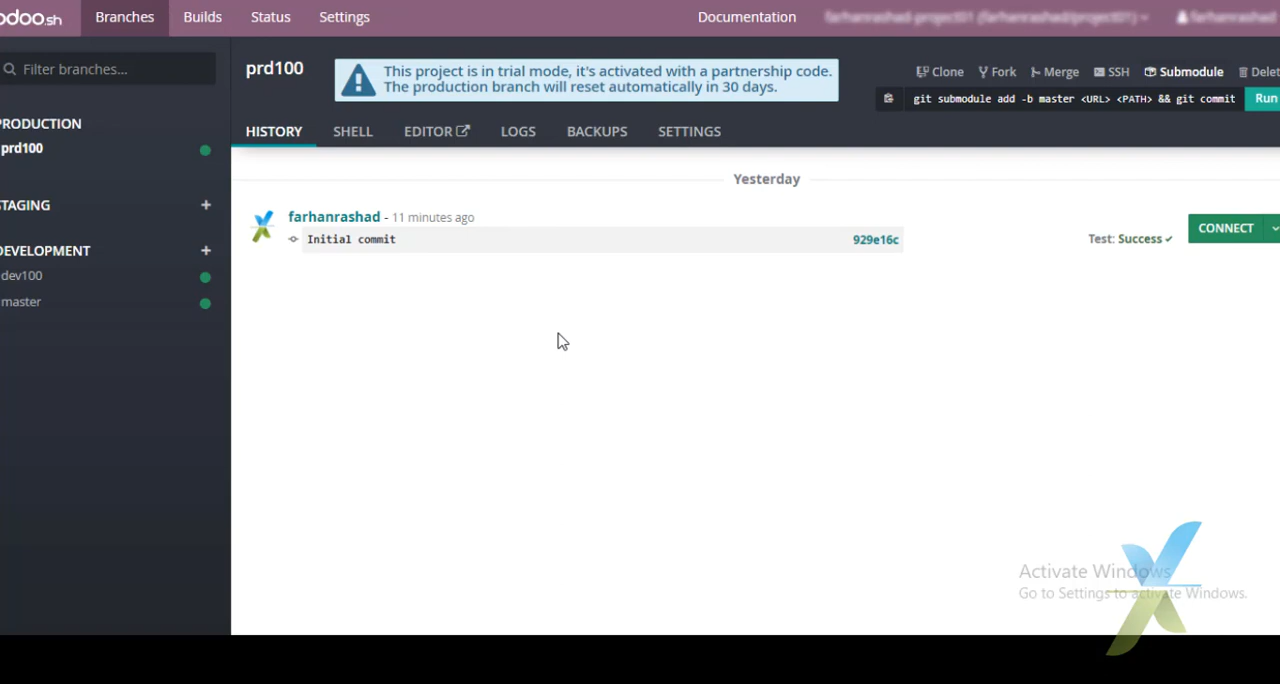 odoo.sh Branches Builds Status Settings Documentation
Filter branches...
prd100
This project is in trial mode, it's activated with a partnership code.
The production branch will reset automatically in 30 days.
Clone Fork Merge SSH Submodule Delet
git submodule add -b master <URL> <PATH> && git commit Run
HISTORY SHELL EDITOR LOGS BACKUPS SETTINGS
PRODUCTION
prd100
STAGING +
DEVELOPMENT +
dev100
master
Yesterday
farhanrashad - 11 minutes ago
Initial commit 929e16c
Test: Success
CONNECT
Activate Windows
Go to Settings to activate Windows.